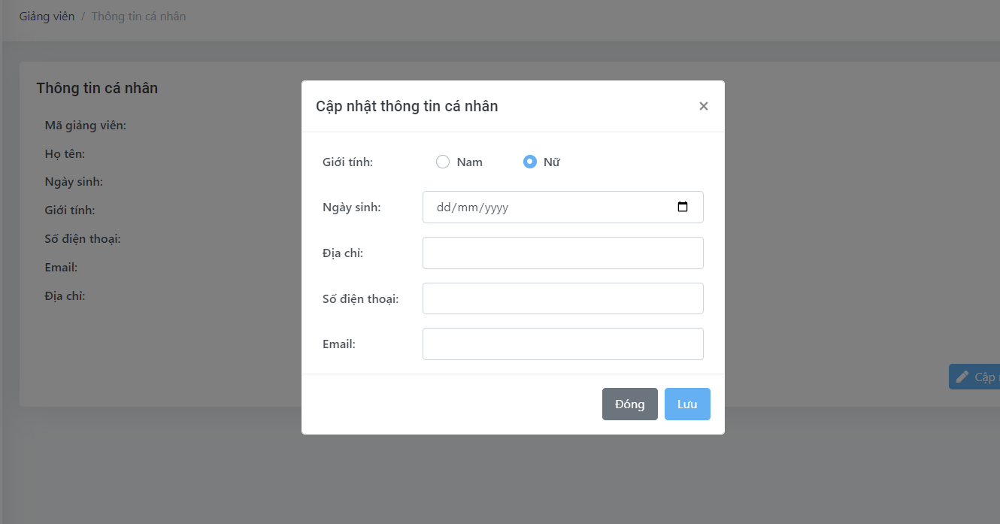 Giảng viên / Thông tin cá nhân
Thông tin cá nhân
Mã giảng viên:
Họ tên:
Ngày sinh:
Giới tính:
Số điện thoại:
Email:
Địa chỉ:
Cập nhật thông tin cá nhân ×
Giới tính: Nam Nữ
Ngày sinh: dd/mm/yyyy
Địa chỉ:
Số điện thoại:
Email:
Đóng Lưu
Cập